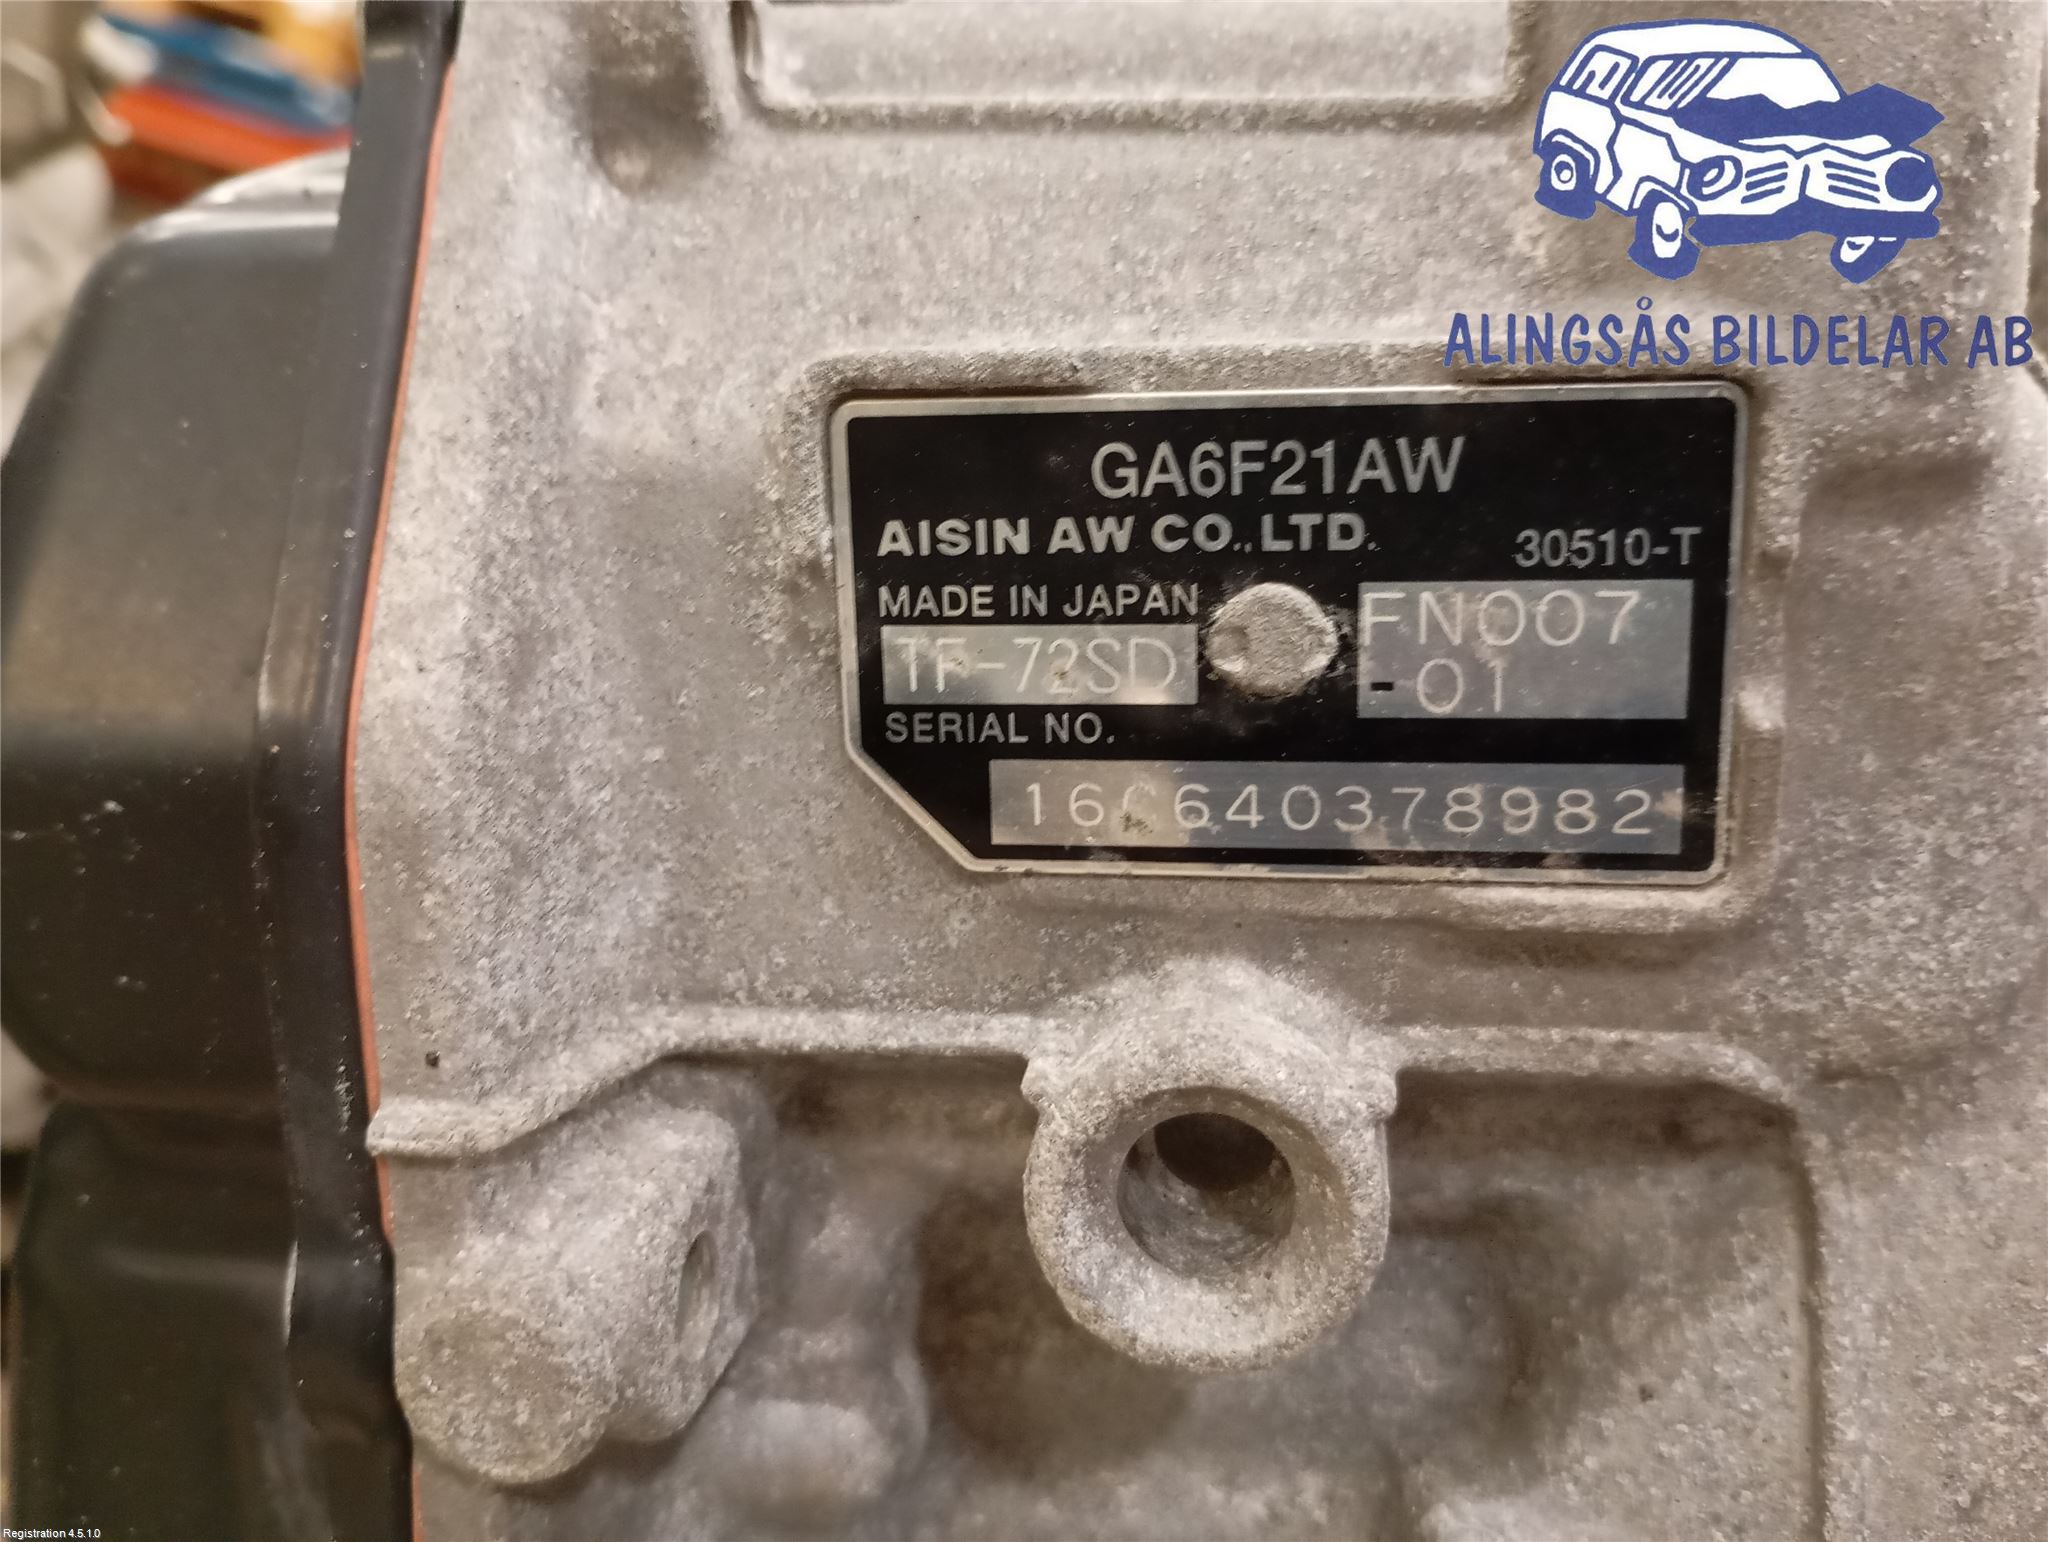 ALINGSÅS BILDELAR AB
GA6F21AW
AISIN AW CO.,LTD.
30510-T
MADE IN JAPAN
TF-72SD
FN007
-01
SERIAL NO.
16C640378982
Registration 4.5.1.0